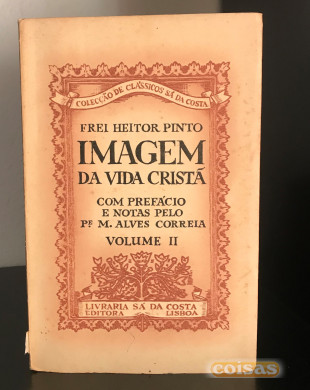 COLECÇÃO DE CLÁSSICOS SÁ DA COSTA
FREI HEITOR PINTO
IMAGEM
DA VIDA CRISTÃ
COM PREFÁCIO
E NOTAS PELO
Pᴱ M. ALVES CORREIA
VOLUME II
LIVRARIA SÁ DA COSTA
EDITORA LISBOA
coisas